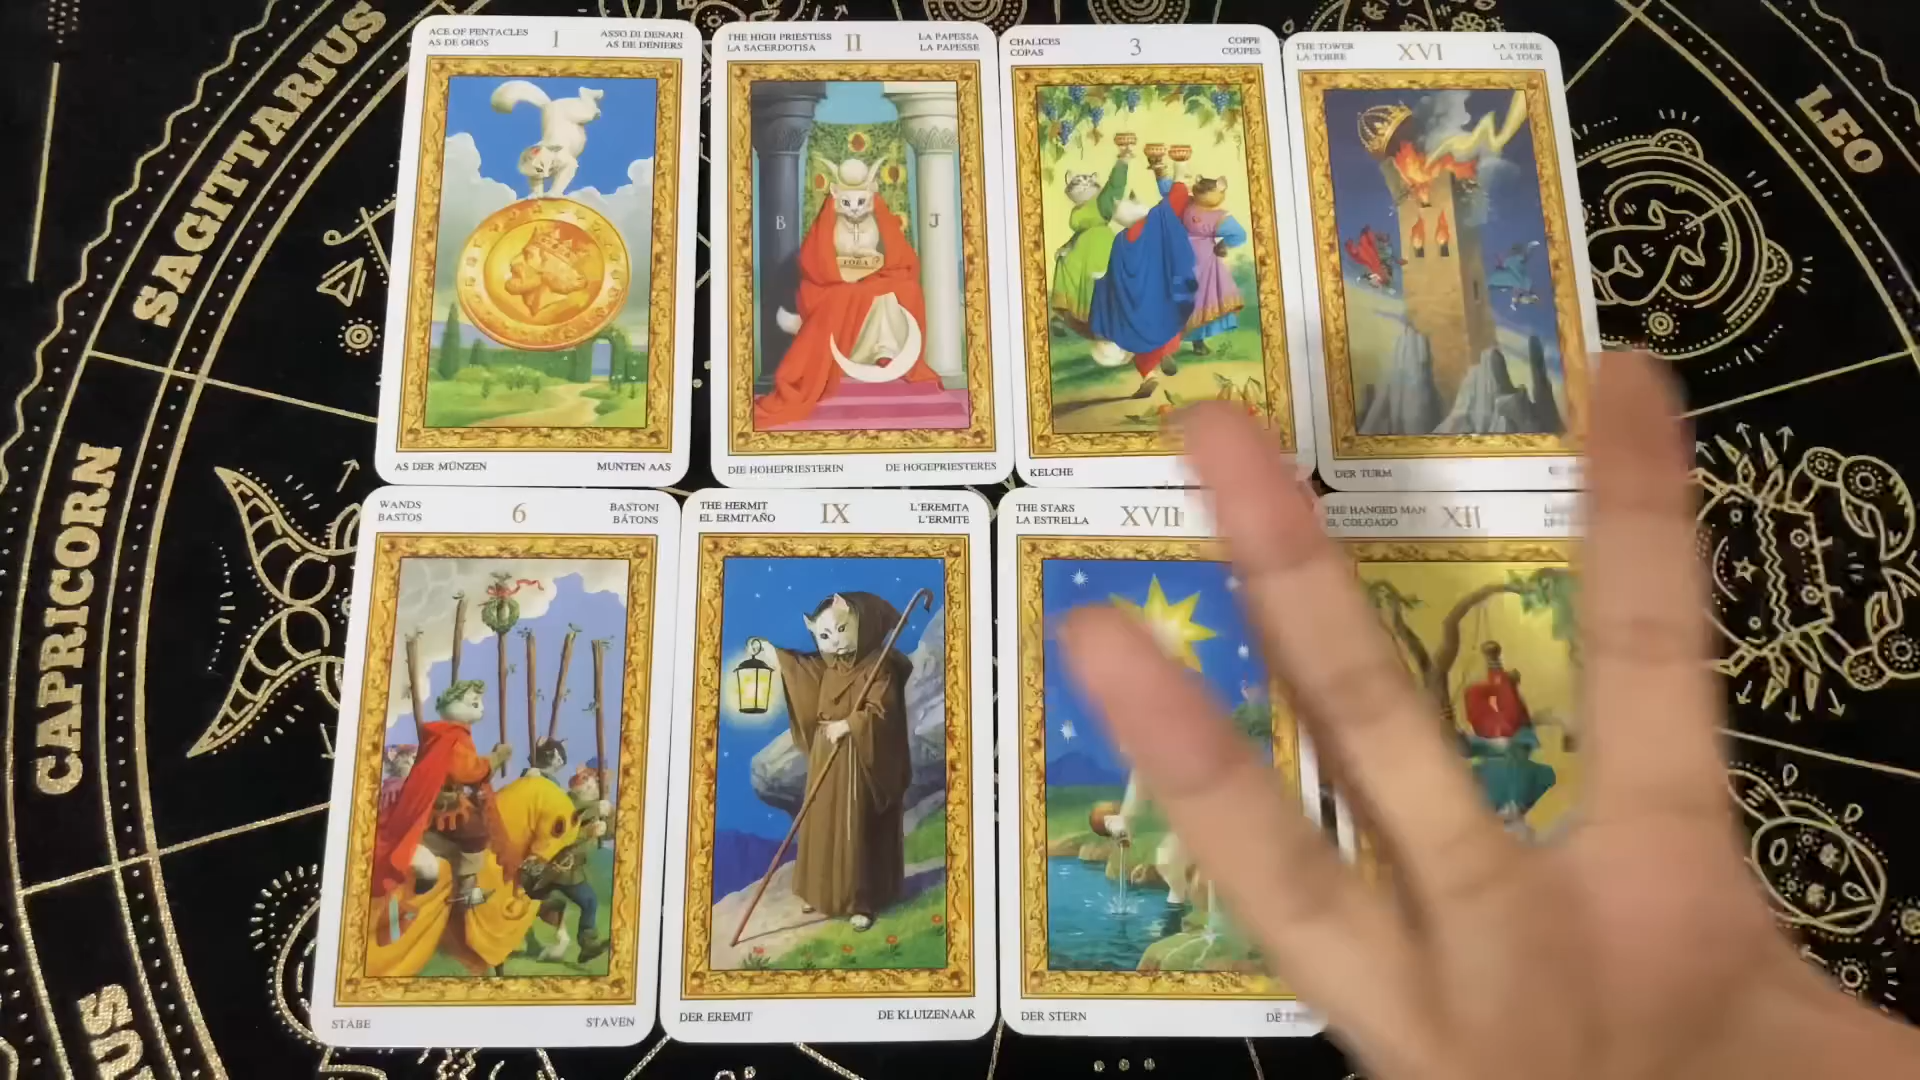 ACE OF PENTACLES
AS DE OROS
I
ASSO DI DENARI
AS DE DENIERS
AS DER MÜNZEN
MUNTEN AAS
THE HIGH PRIESTESS
LA SACERDOTISA
II
LA PAPESSA
LA PAPESSE
B
J
DIE HOHEPRIESTERIN
DE HOGEPRIESTERES
CHALICES
COPAS
3
COPPE
COUPES
KELCHE
THE TOWER
LA TORRE
XVI
LA TORRE
LA TOUR
DER TURM
WANDS
BASTOS
6
BASTONI
BÂTONS
STÄBE
STAVEN
THE HERMIT
EL ERMITAÑO
IX
L'EREMITA
L'ERMITE
DER EREMIT
DE KLUIZENAAR
THE STARS
LA ESTRELLA
XVII
DER STERN
DE
THE HANGED MAN
EL COLGADO
XII
SAGITTARIUS
CAPRICORN
LEO